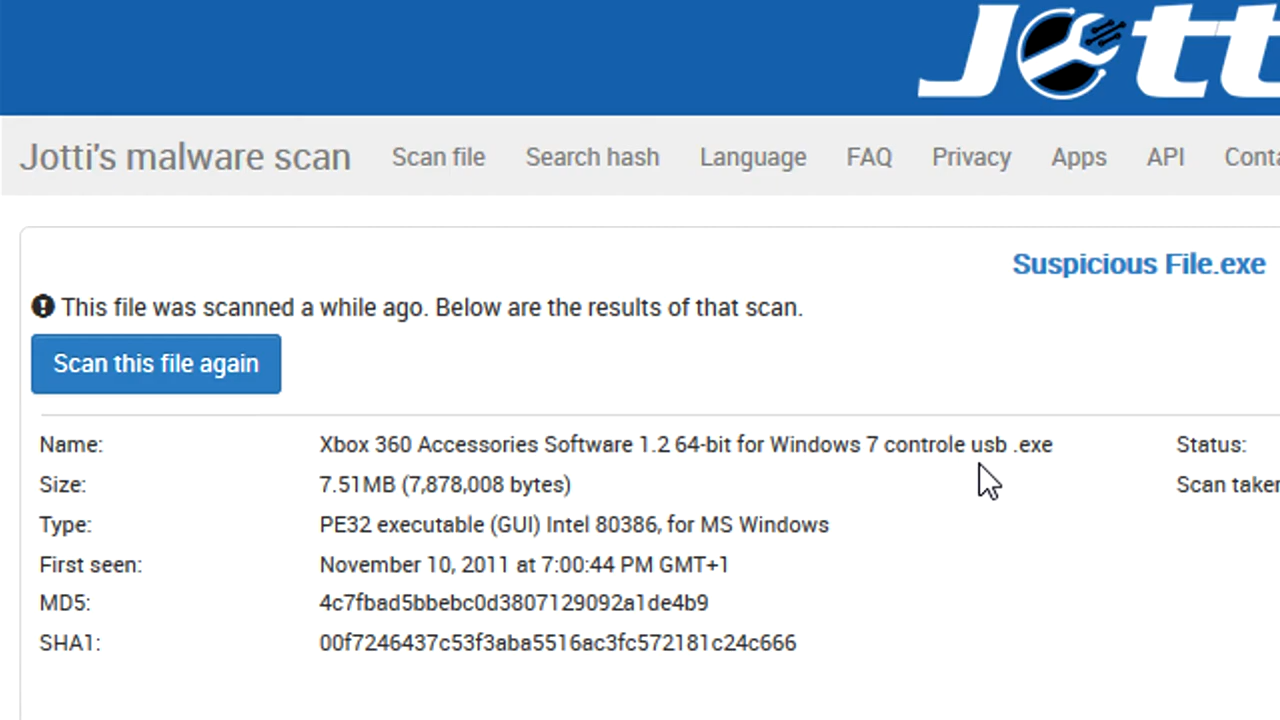 Jott
Jotti's malware scan Scan file Search hash Language FAQ Privacy Apps API Conta
Suspicious File.exe
This file was scanned a while ago. Below are the results of that scan.
Scan this file again
Name: Xbox 360 Accessories Software 1.2 64-bit for Windows 7 controle usb .exe Status:
Size: 7.51MB (7,878,008 bytes) Scan taken
Type: PE32 executable (GUI) Intel 80386, for MS Windows
First seen: November 10, 2011 at 7:00:44 PM GMT+1
MD5: 4c7fbad5bbebc0d3807129092a1de4b9
SHA1: 00f7246437c53f3aba5516ac3fc572181c24c666